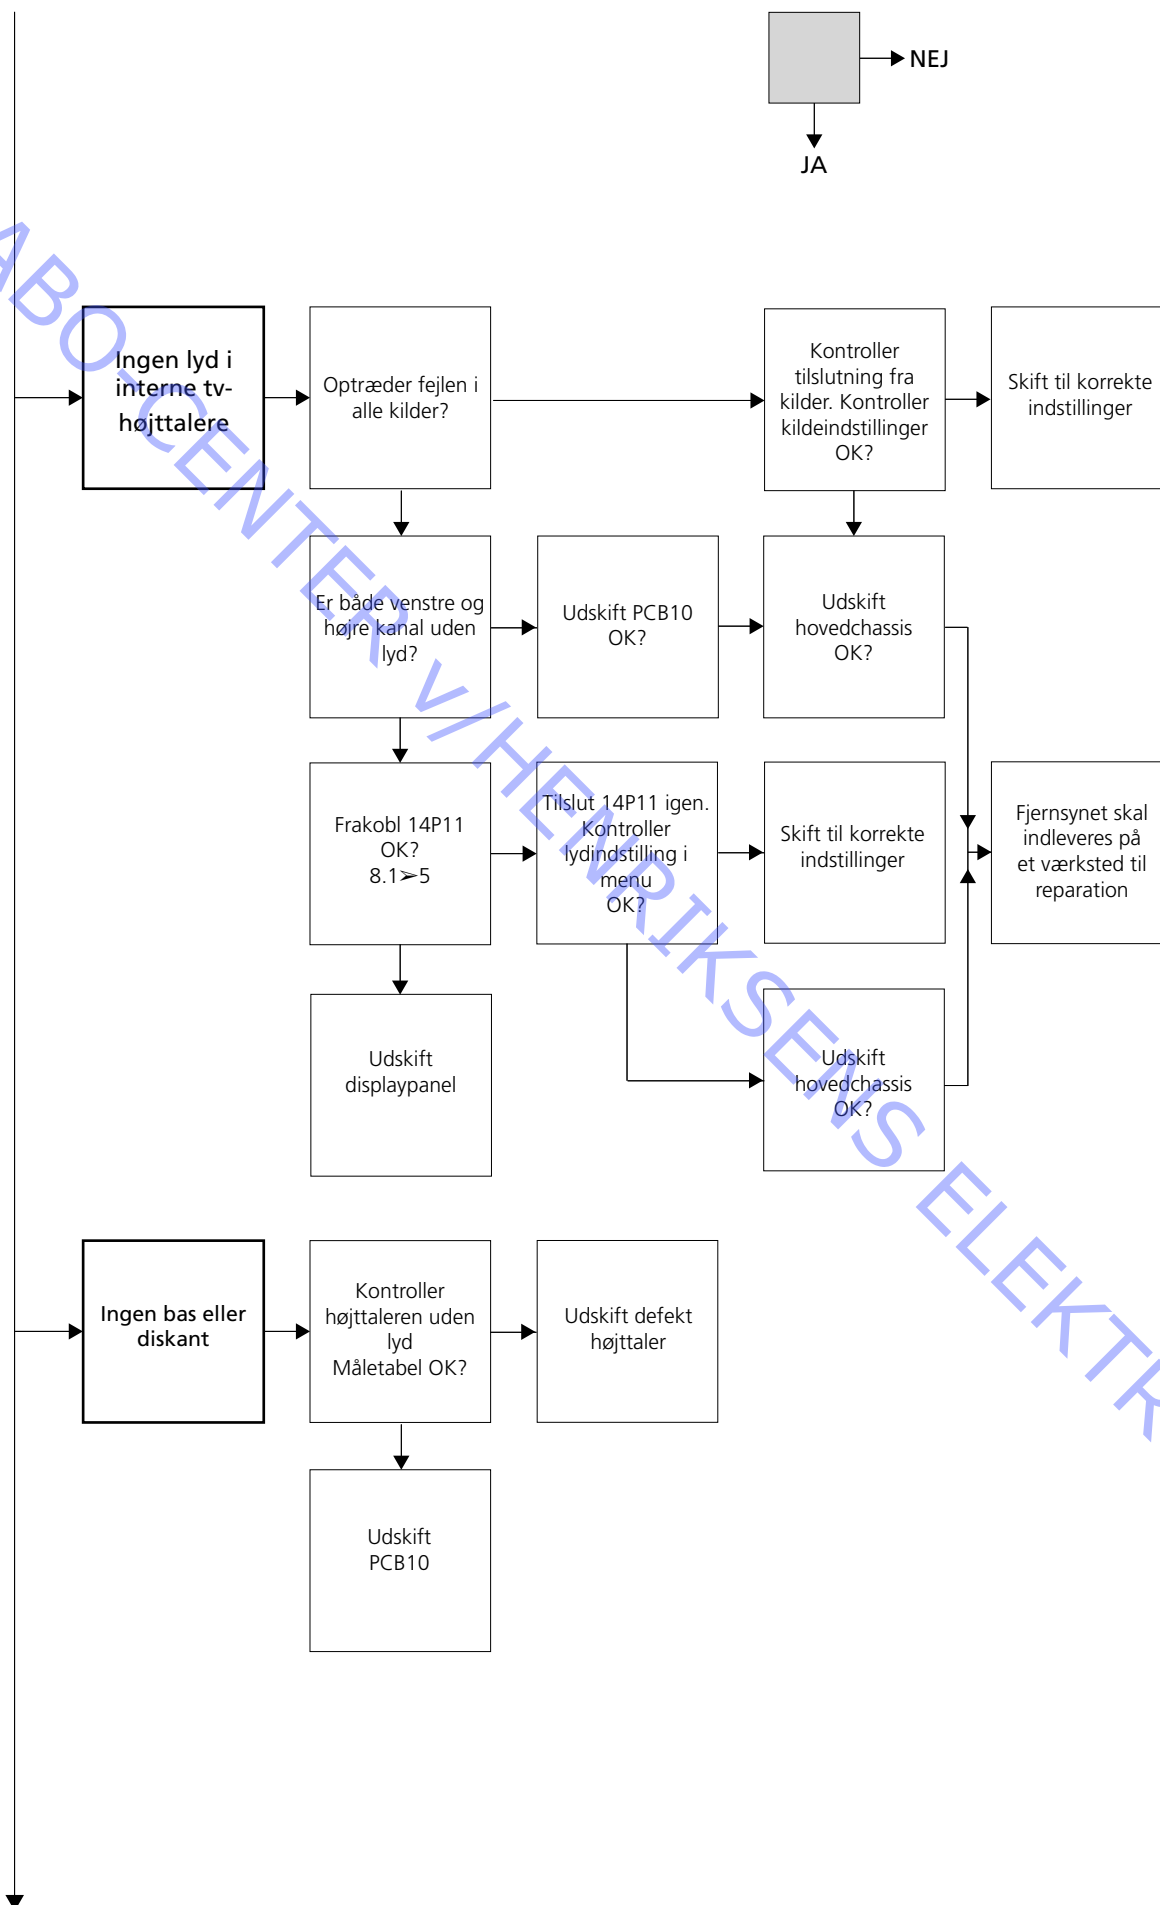 NEJ
JA
Ingen lyd i
interne tv-
højttalere
Optræder fejlen i
alle kilder?
Kontroller
tilslutning fra
kilder. Kontroller
kildeindstillinger
OK?
Skift til korrekte
indstillinger
Er både venstre og
højre kanal uden
lyd?
Udskift PCB10
OK?
Udskift
hovedchassis
OK?
Frakobl 14P11
OK?
8.1➢5
Tilslut 14P11 igen.
Kontroller
lydindstilling i
menu
OK?
Skift til korrekte
indstillinger
Fjernsynet skal
indleveres på
et værksted til
reparation
Udskift
displaypanel
Udskift
hovedchassis
OK?
Ingen bas eller
diskant
Kontroller
højttaleren uden
lyd
Måletabel OK?
Udskift defekt
højttaler
Udskift
PCB10
ABO-CENTER v/HENRIKSENS ELEKTR